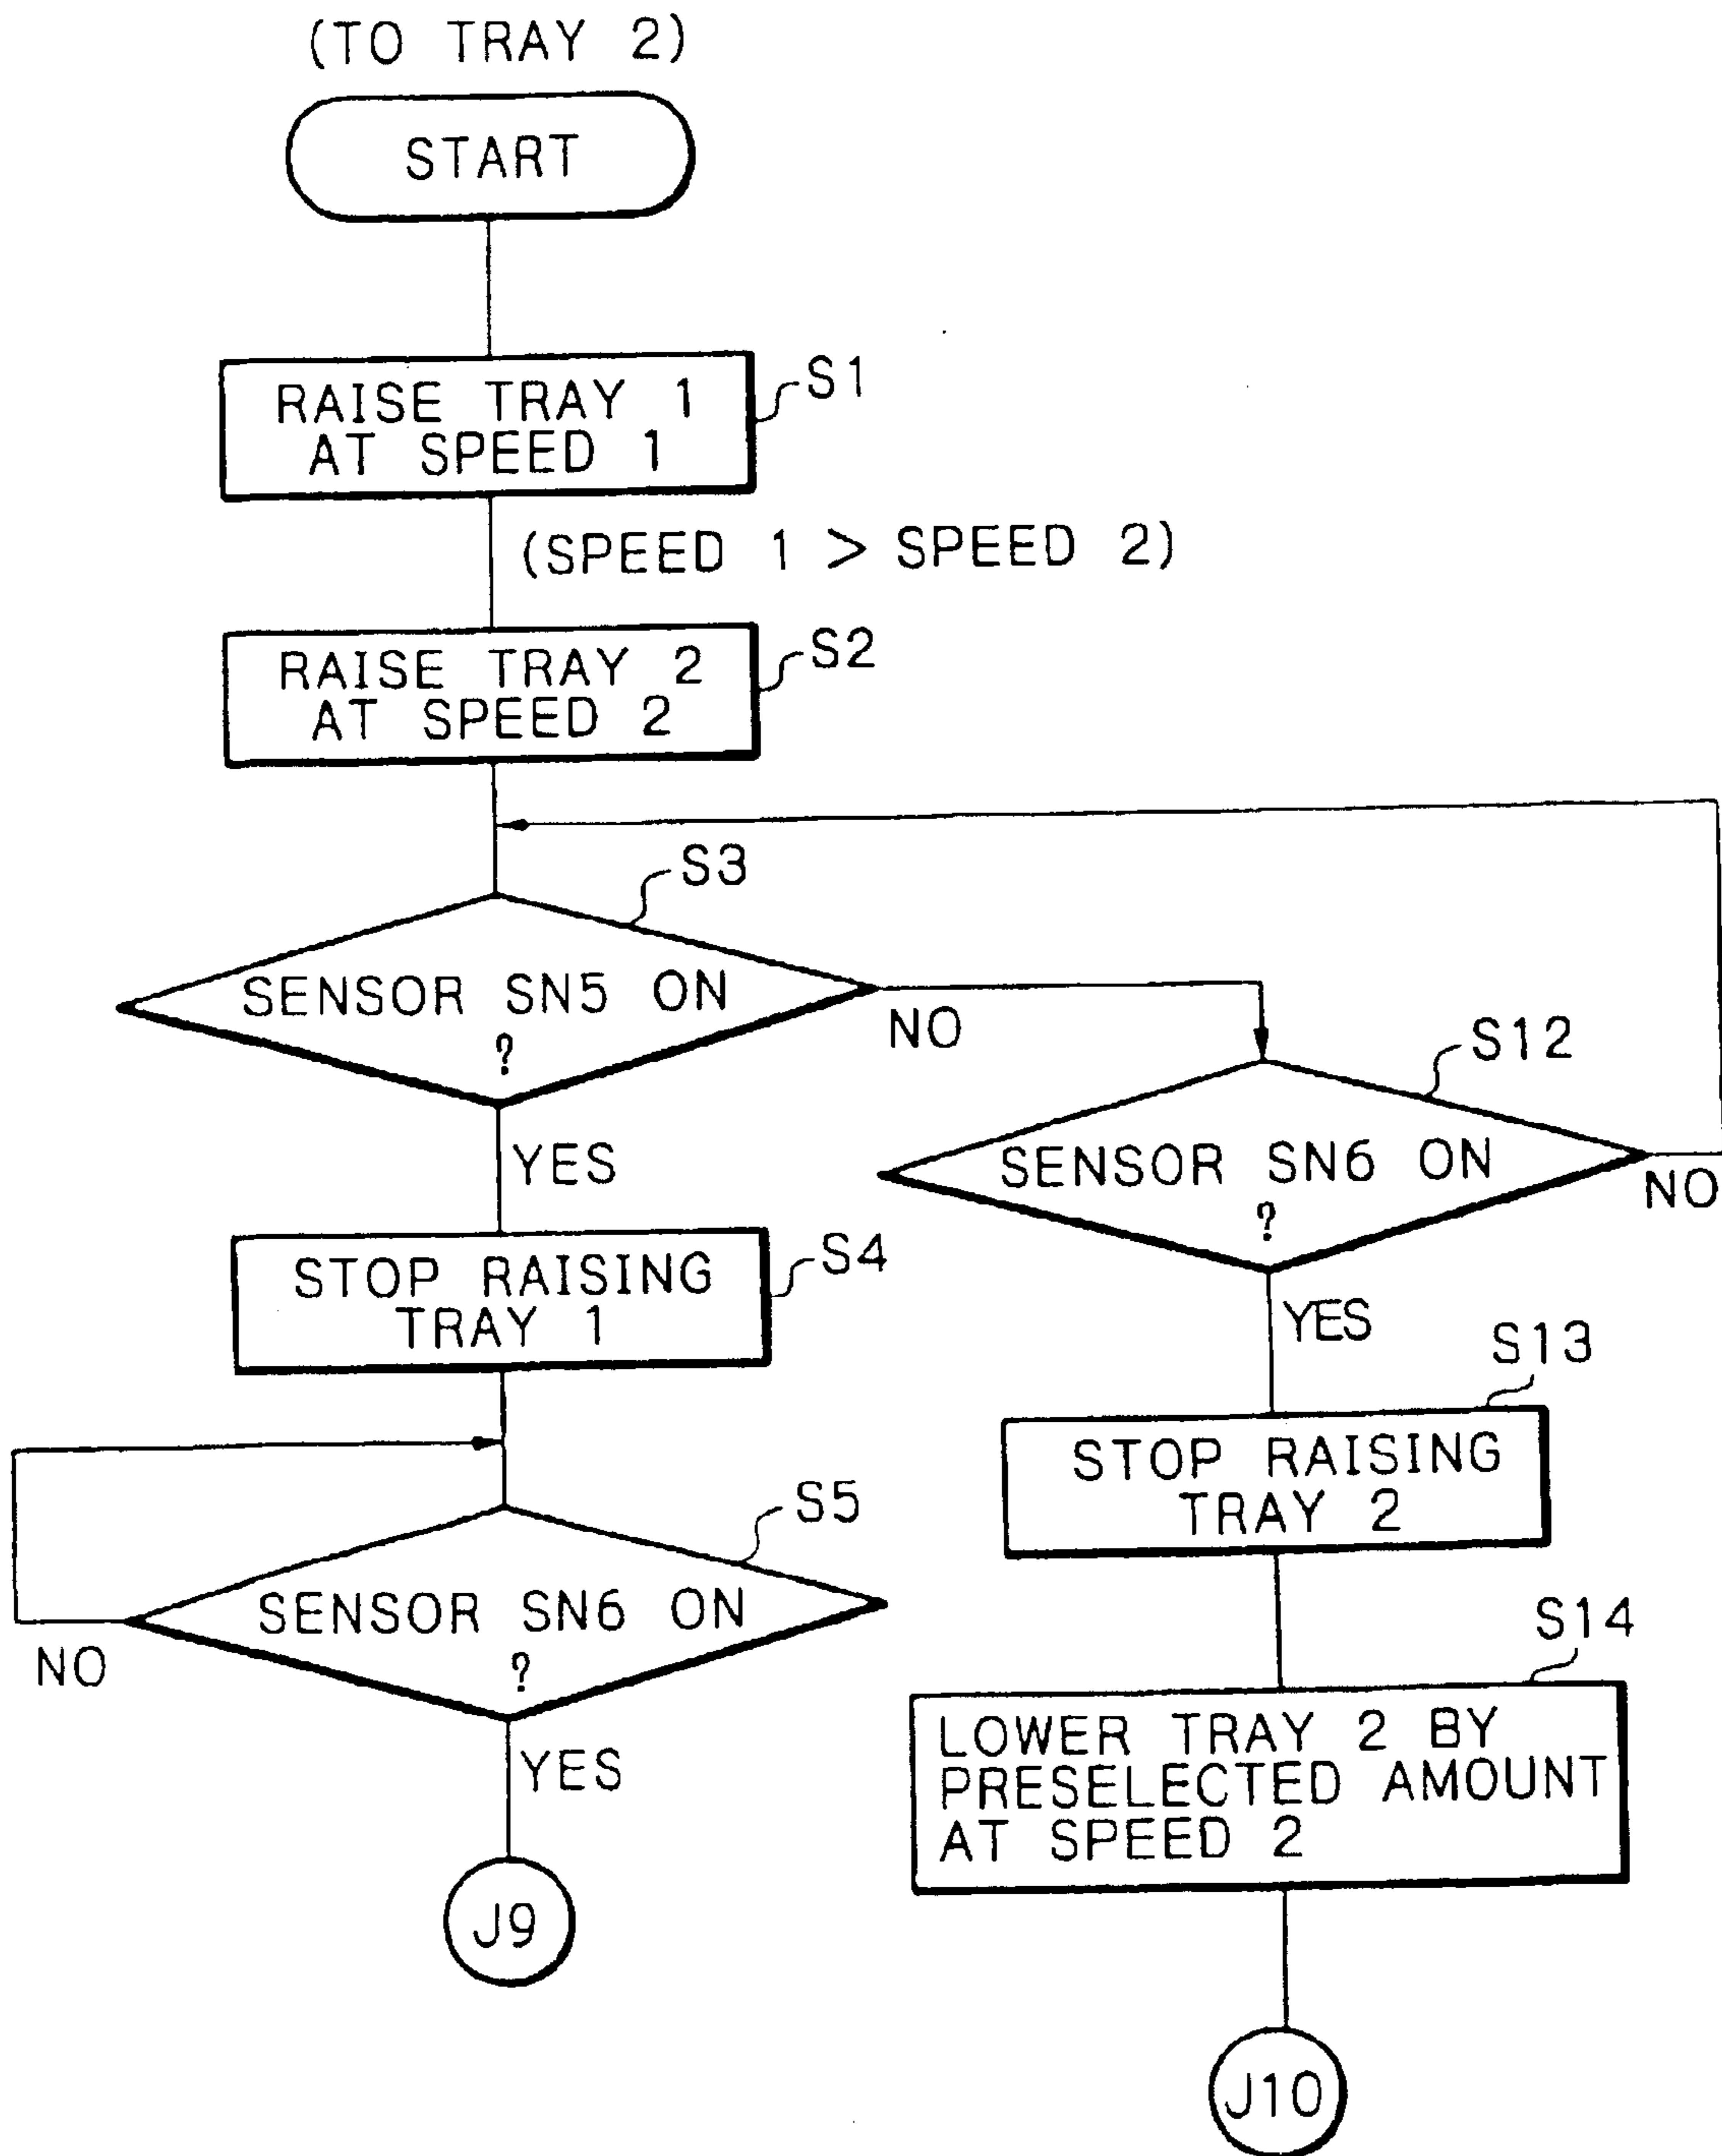 (TO TRAY 2)
START
RAISE TRAY 1
AT SPEED 1
S1
(SPEED 1 > SPEED 2)
RAISE TRAY 2
AT SPEED 2
S2
S3
SENSOR SN5 ON
?
NO
YES
S12
SENSOR SN6 ON
?
NO
YES
STOP RAISING
TRAY 1
S4
S13
STOP RAISING
TRAY 2
S5
SENSOR SN6 ON
?
NO
YES
S14
LOWER TRAY 2 BY
PRESELECTED AMOUNT
AT SPEED 2
J9
J10